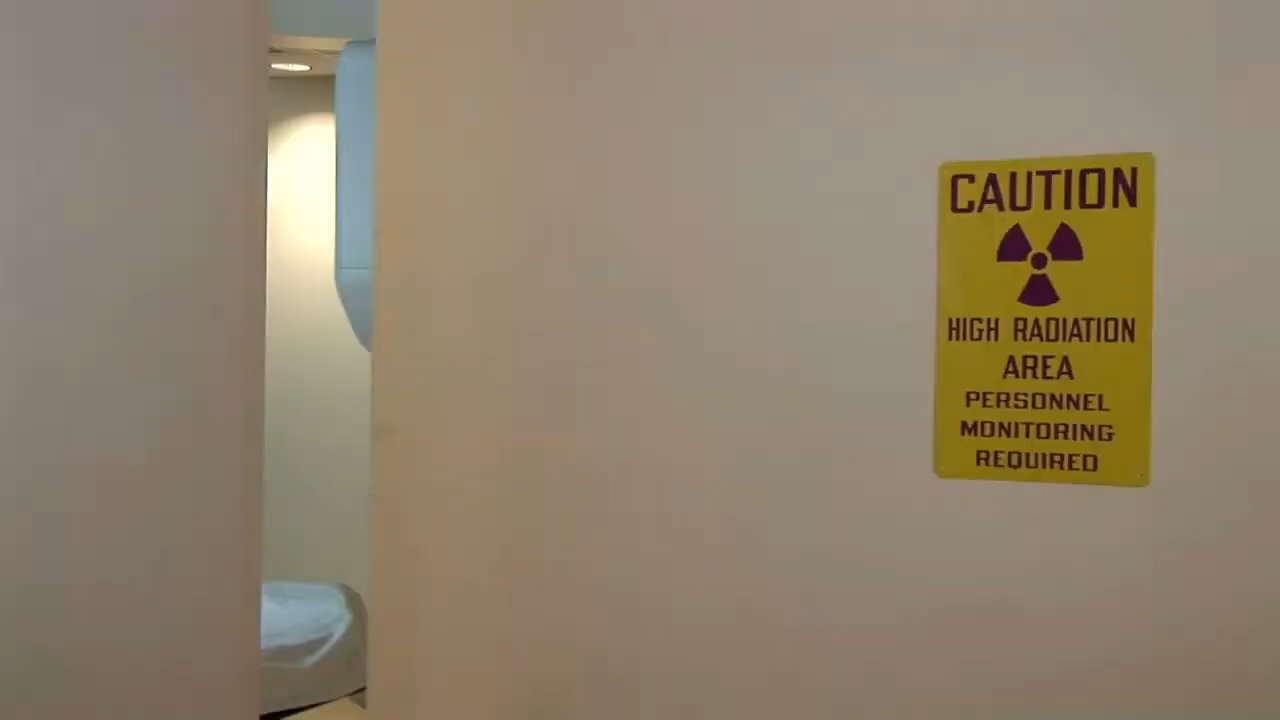 CAUTION
HIGH RADIATION
AREA
PERSONNEL
MONITORING
REQUIRED